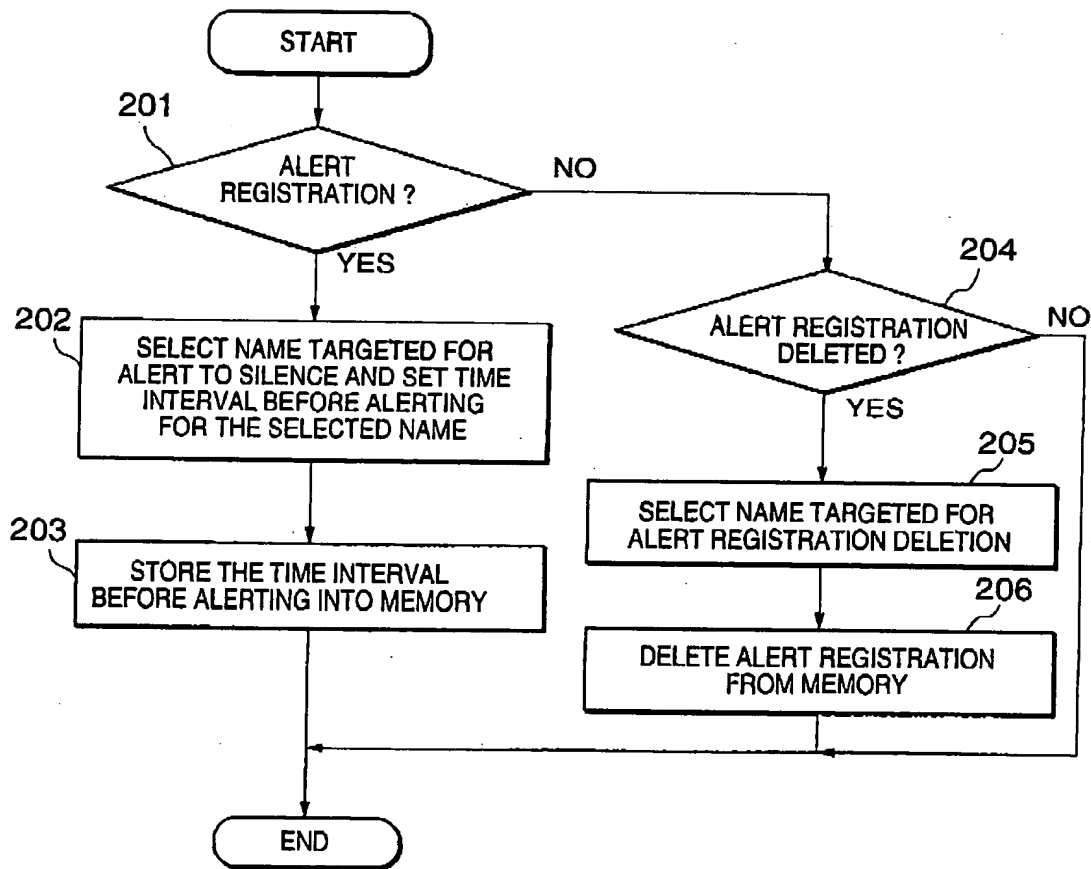 START
201
ALERT
REGISTRATION ?
NO
YES
204
ALERT REGISTRATION
DELETED ?
NO
YES
202
SELECT NAME TARGETED FOR
ALERT TO SILENCE AND SET TIME
INTERVAL BEFORE ALERTING
FOR THE SELECTED NAME
205
SELECT NAME TARGETED FOR
ALERT REGISTRATION DELETION
203
STORE THE TIME INTERVAL
BEFORE ALERTING INTO MEMORY
206
DELETE ALERT REGISTRATION
FROM MEMORY
END